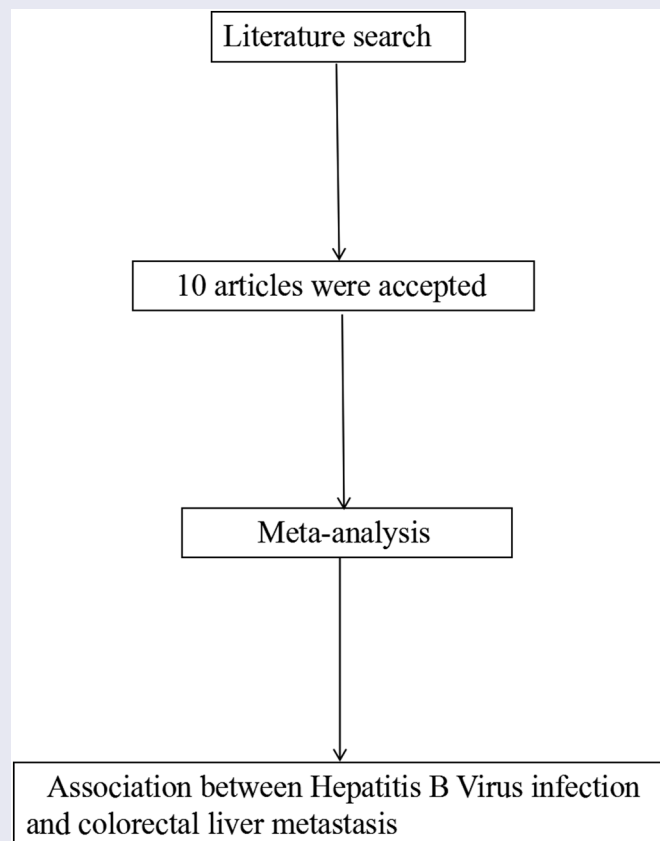 Literature search
10 articles were accepted
Meta-analysis
Association between Hepatitis B Virus infection
and colorectal liver metastasis